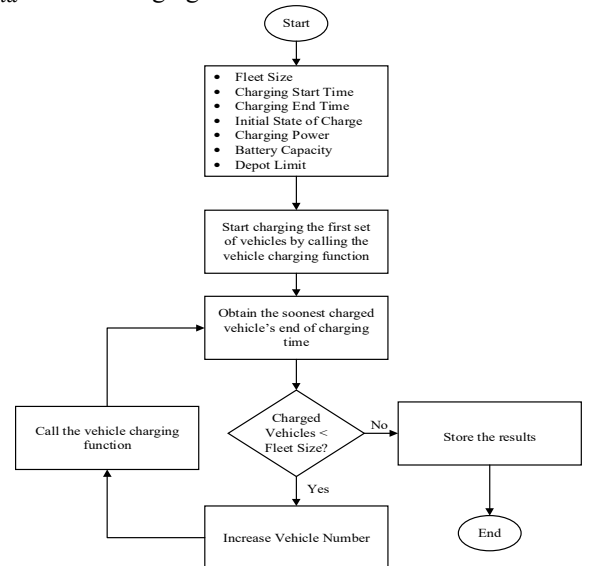 Start
• Fleet Size
• Charging Start Time
• Charging End Time
• Initial State of Charge
• Charging Power
• Battery Capacity
• Depot Limit
Start charging the first set
of vehicles by calling the
vehicle charging function
Obtain the soonest charged
vehicle's end of charging
time
Charged
Vehicles <
Fleet Size?
No
Store the results
End
Yes
Increase Vehicle Number
Call the vehicle charging
function